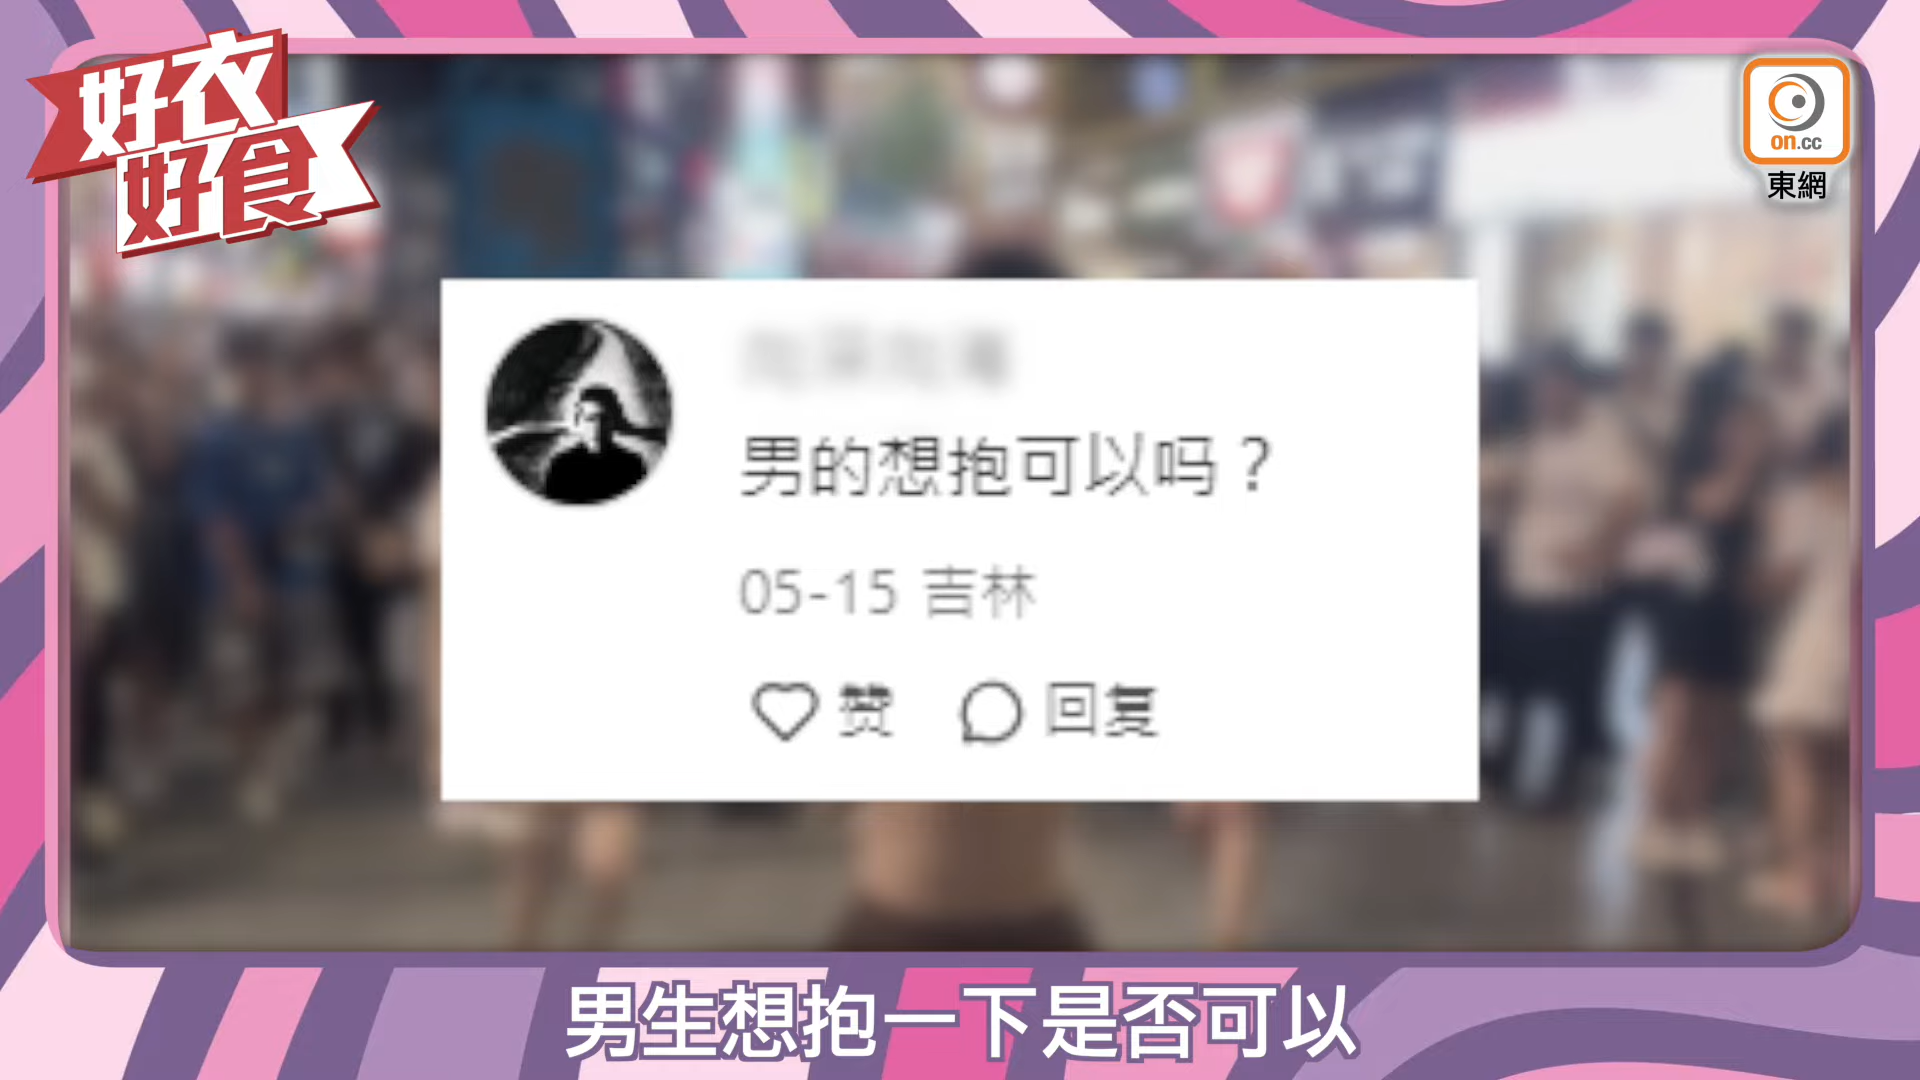 好衣
好食
on.cc
東網
男的想抱可以吗？
05-15 吉林
赞 回复
男生想抱一下是否可以